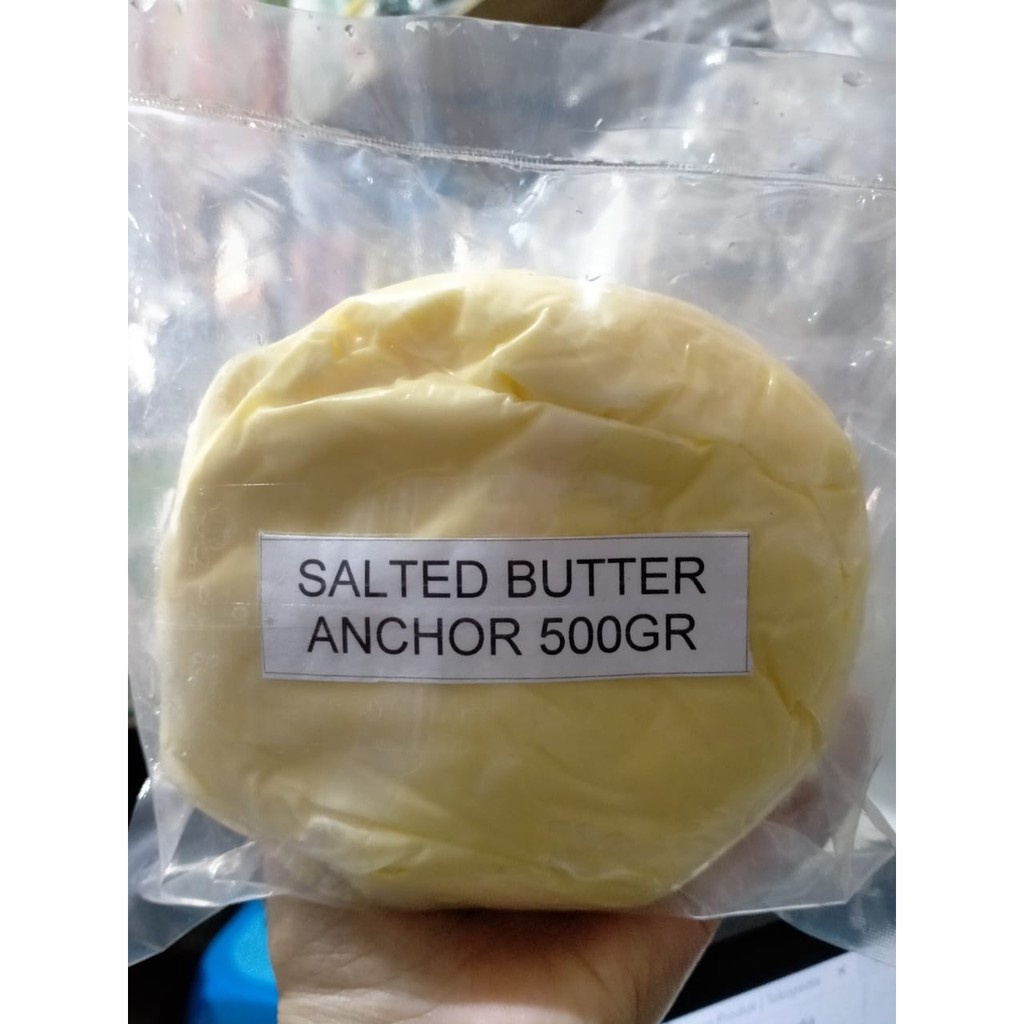 SALTED BUTTER
ANCHOR 500GR